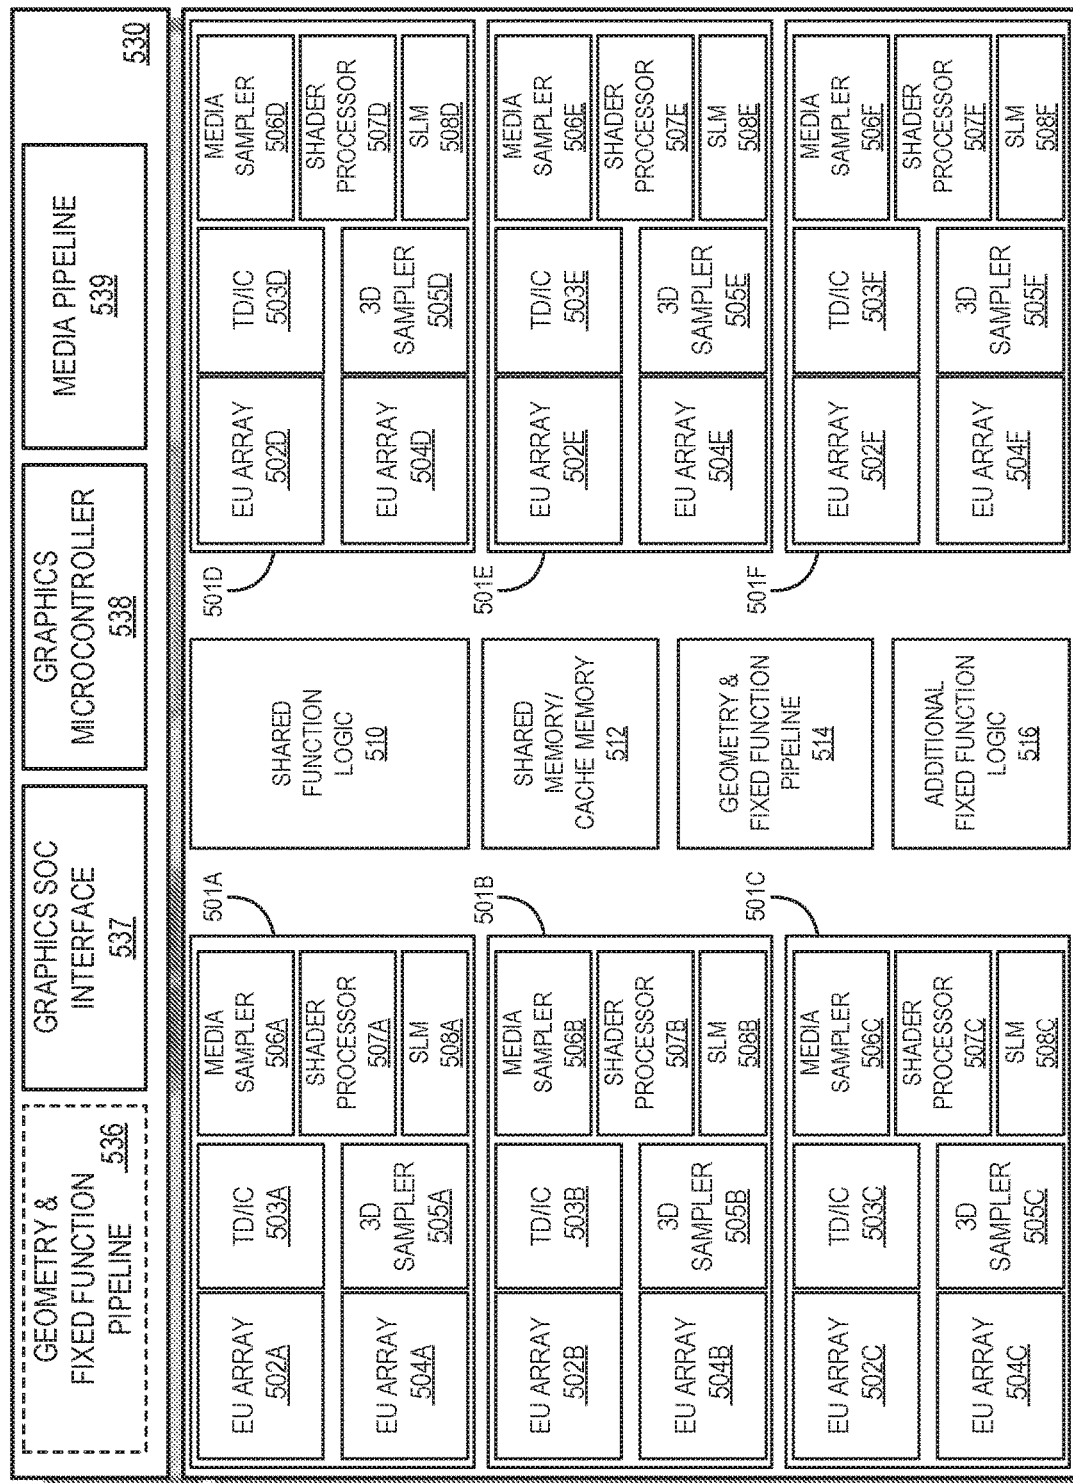 GEOMETRY &
FIXED FUNCTION
PIPELINE
536
GRAPHICS SOC
INTERFACE
537
GRAPHICS
MICROCONTROLLER
538
MEDIA PIPELINE
539
530
501A
EU ARRAY
502A
TD/IC
503A
MEDIA
SAMPLER
506A
SHADER
PROCESSOR
507A
EU ARRAY
504A
3D
SAMPLER
505A
SLM
508A
501B
EU ARRAY
502B
TD/IC
503B
MEDIA
SAMPLER
506B
SHADER
PROCESSOR
507B
EU ARRAY
504B
3D
SAMPLER
505B
SLM
508B
501C
EU ARRAY
502C
TD/IC
503C
MEDIA
SAMPLER
506C
SHADER
PROCESSOR
507C
EU ARRAY
504C
3D
SAMPLER
505C
SLM
508C
SHARED
FUNCTION
LOGIC
510
SHARED
MEMORY/
CACHE MEMORY
512
GEOMETRY &
FIXED FUNCTION
PIPELINE
514
ADDITIONAL
FIXED FUNCTION
LOGIC
516
501D
EU ARRAY
502D
TD/IC
503D
MEDIA
SAMPLER
506D
SHADER
PROCESSOR
507D
EU ARRAY
504D
3D
SAMPLER
505D
SLM
508D
501E
EU ARRAY
502E
TD/IC
503E
MEDIA
SAMPLER
506E
SHADER
PROCESSOR
507E
EU ARRAY
504E
3D
SAMPLER
505E
SLM
508E
501F
EU ARRAY
502F
TD/IC
503F
MEDIA
SAMPLER
506F
SHADER
PROCESSOR
507F
EU ARRAY
504F
3D
SAMPLER
505F
SLM
508F